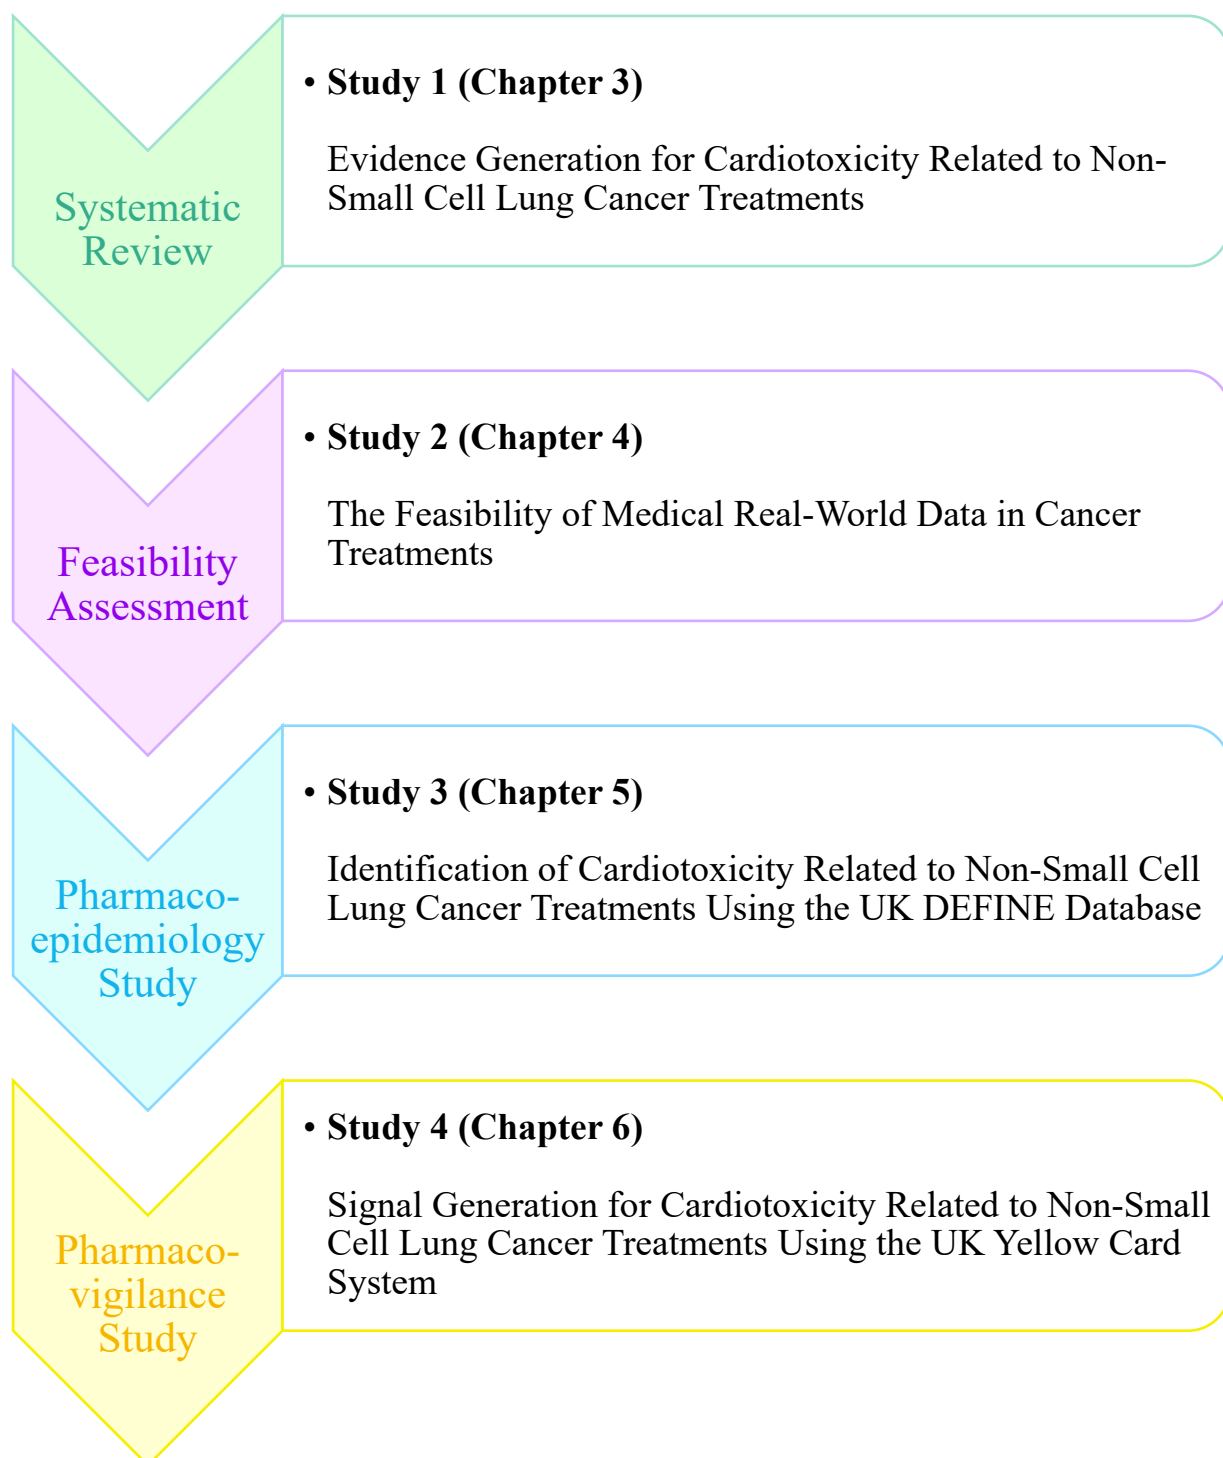 Systematic
Review
• Study 1 (Chapter 3)
Evidence Generation for Cardiotoxicity Related to Non-
Small Cell Lung Cancer Treatments
Feasibility
Assessment
• Study 2 (Chapter 4)
The Feasibility of Medical Real-World Data in Cancer
Treatments
Pharmaco-
epidemiology
Study
• Study 3 (Chapter 5)
Identification of Cardiotoxicity Related to Non-Small Cell
Lung Cancer Treatments Using the UK DEFINE Database
Pharmaco-
vigilance
Study
• Study 4 (Chapter 6)
Signal Generation for Cardiotoxicity Related to Non-Small
Cell Lung Cancer Treatments Using the UK Yellow Card
System